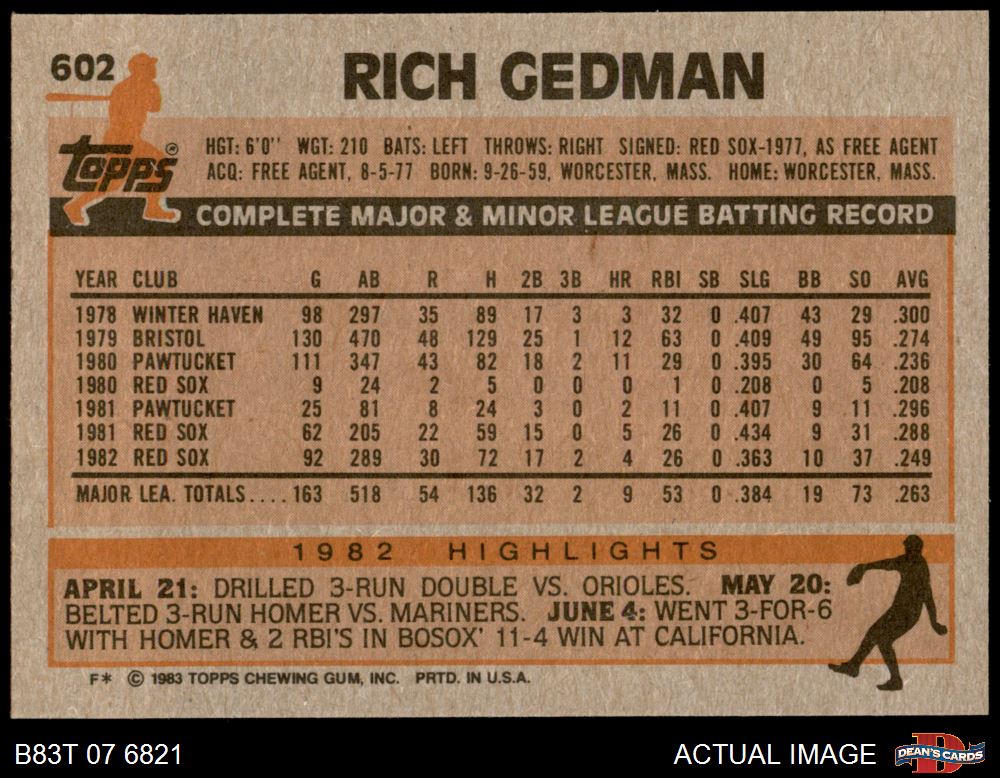 602
RICH GEDMAN
topps®
HGT: 6'0'' WGT: 210 BATS: LEFT THROWS: RIGHT SIGNED: RED SOX-1977, AS FREE AGENT
ACQ: FREE AGENT, 8-5-77 BORN: 9-26-59, WORCESTER, MASS. HOME: WORCESTER, MASS.
COMPLETE MAJOR & MINOR LEAGUE BATTING RECORD
YEAR CLUB G AB R H 2B 3B HR RBI SB SLG BB SO AVG
1978 WINTER HAVEN 98 297 35 89 17 3 3 32 0 .407 43 29 .300
1979 BRISTOL 130 470 48 129 25 1 12 63 0 .409 49 95 .274
1980 PAWTUCKET 111 347 43 82 18 2 11 29 0 .395 30 64 .236
1980 RED SOX 9 24 2 5 0 0 0 1 0 .208 0 5 .208
1981 PAWTUCKET 25 81 8 24 3 0 2 11 0 .407 9 11 .296
1981 RED SOX 62 205 22 59 15 0 5 26 0 .434 9 31 .288
1982 RED SOX 92 289 30 72 17 2 4 26 0 .363 10 37 .249
MAJOR LEA. TOTALS.... 163 518 54 136 32 2 9 53 0 .384 19 73 .263
1982 HIGHLIGHTS
APRIL 21: DRILLED 3-RUN DOUBLE VS. ORIOLES. MAY 20:
BELTED 3-RUN HOMER VS. MARINERS. JUNE 4: WENT 3-FOR-6
WITH HOMER & 2 RBI'S IN BOSOX' 11-4 WIN AT CALIFORNIA.
F* © 1983 TOPPS CHEWING GUM, INC. PRTD. IN U.S.A.
B83T 07 6821
ACTUAL IMAGE
D
DEAN'S CARDS